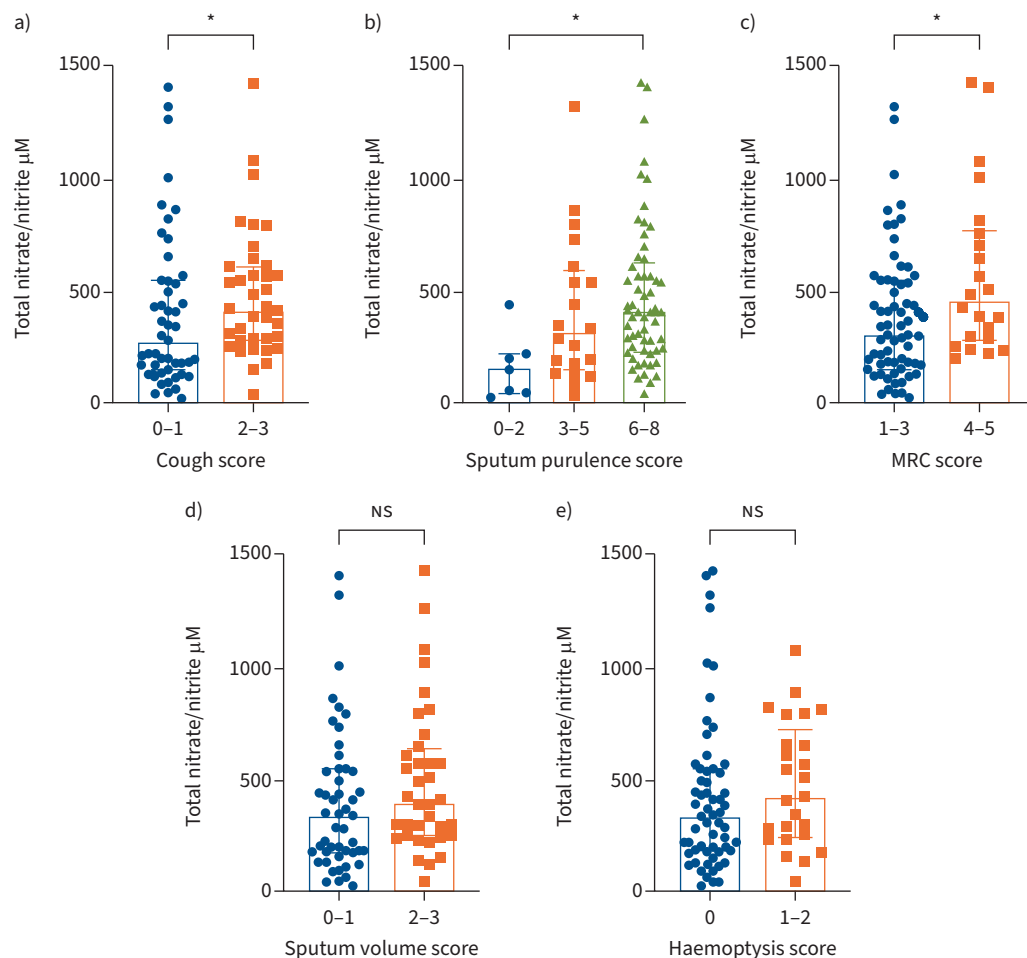 a)
*
Total nitrate/nitrite μM
1500
1000
500
0
0–1
2–3
Cough score
b)
*
Total nitrate/nitrite μM
1500
1000
500
0
0–2
3–5
6–8
Sputum purulence score
c)
*
Total nitrate/nitrite μM
1500
1000
500
0
1–3
4–5
MRC score
d)
NS
Total nitrate/nitrite μM
1500
1000
500
0
0–1
2–3
Sputum volume score
e)
NS
Total nitrate/nitrite μM
1500
1000
500
0
0
1–2
Haemoptysis score